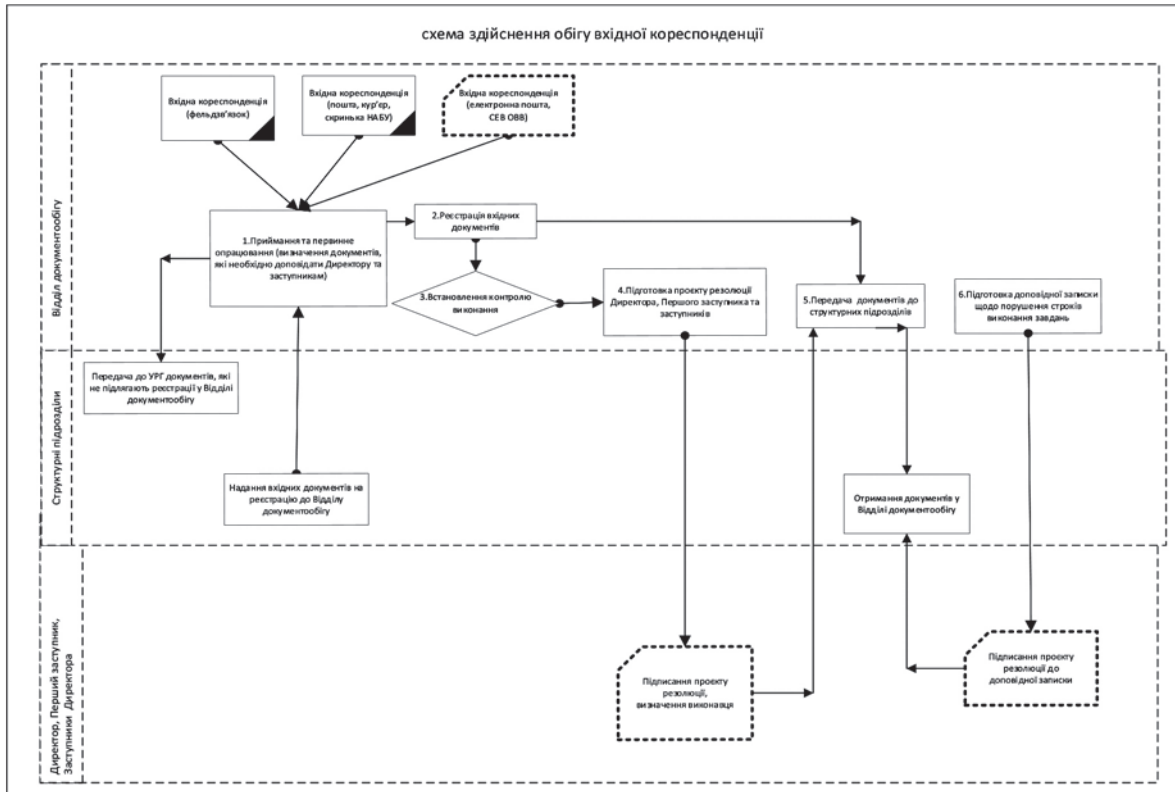 схема здійснення обігу вхідної кореспонденції
Відділ документообігу
Вхідна кореспонденція
(фельдзв'язок)
Вхідна кореспонденція
(пошта, кур'єр,
скринька НАБУ)
Вхідна кореспонденція
(електронна пошта,
СЕВ ОВВ)
1.Приймання та первинне
опрацювання (визначення документів,
які необхідно доповідати Директору та
заступникам)
2.Реєстрація вхідних
документів
3.Встановлення контролю
виконання
4.Підготовка проєкту резолюції
Директора, Першого заступника та
заступників
5.Передача документів до
структурних підрозділів
6.Підготовка доповідної записки
щодо порушення строків
виконання завдань
Структурні підрозділи
Передача до УРГ документів, які
не підлягають реєстрації у Відділі
документообігу
Надання вхідних документів на
реєстрацію до Відділу
документообігу
Отримання документів у
Відділі документообігу
Директор, Перший заступник,
Заступники Директора
Підписання проєкту
резолюції,
визначення виконавця
Підписання проєкту
резолюції до
доповідної записки